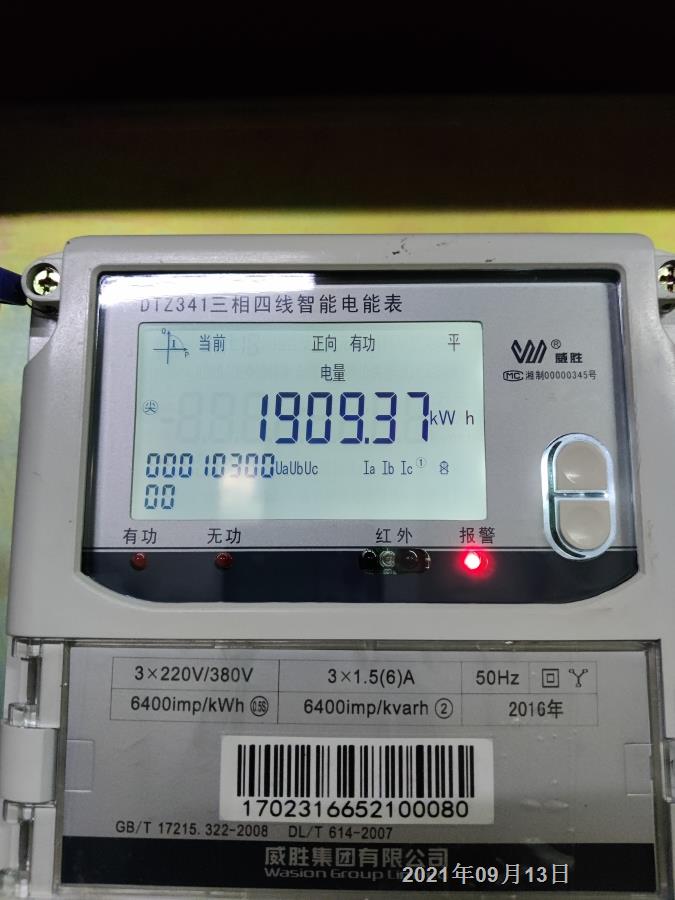 DTZ341三相四线智能电能表
当前 正向 有功 平
电量
尖
1909.37 kW h
00010300 UaUbUc Ia Ib Ic ①
00
威胜
MC 湘制00000345号
有功 无功 红外 报警
3×220V/380V 3×1.5(6)A 50Hz
6400imp/kWh 0.5S 6400imp/kvarh ② 2016年
1702316652100080
GB/T 17215.322-2008 DL/T 614-2007
威胜集团有限公司
Wasion Group
2021年09月13日